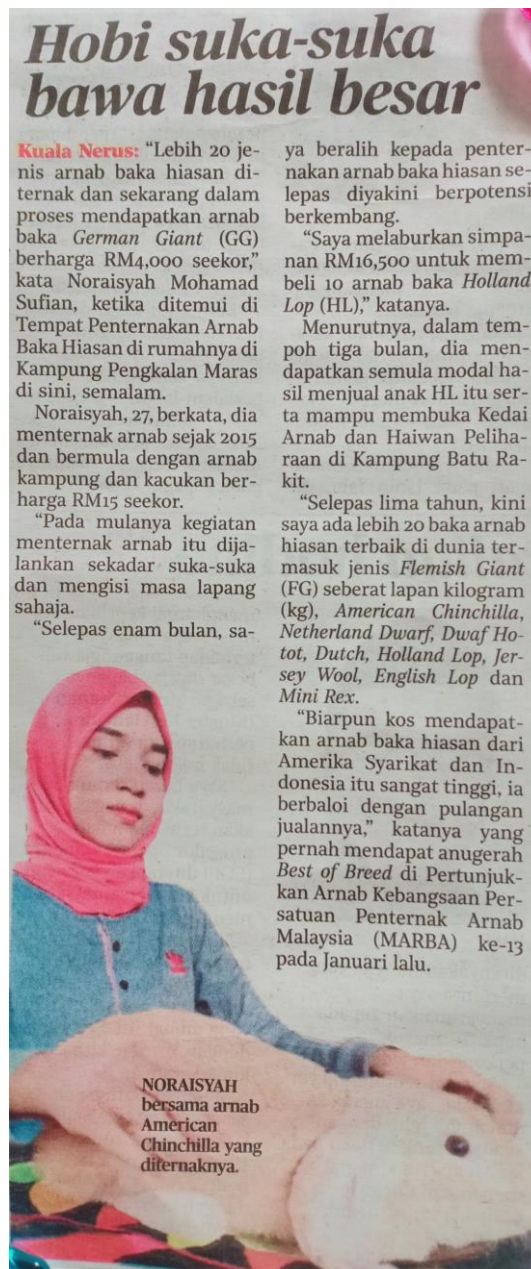 Hobi suka-suka
bawa hasil besar
Kuala Nerus: “Lebih 20 je-
nis arnab baka hiasan di-
ternak dan sekarang dalam
proses mendapatkan arnab
baka German Giant (GG)
berharga RM4,000 seekor,”
kata Noraisyah Mohamad
Sufian, ketika ditemui di
Tempat Penternakan Arnab
Baka Hiasan di rumahnya di
Kampung Pengkalan Maras
di sini, semalam.
Noraisyah, 27, berkata, dia
menternak arnab sejak 2015
dan bermula dengan arnab
kampung dan kacukan ber-
harga RM15 seekor.
“Pada mulanya kegiatan
menternak arnab itu dija-
lankan sekadar suka-suka
dan mengisi masa lapang
sahaja.
“Selepas enam bulan, sa-
ya beralih kepada penter-
nakan arnab baka hiasan se-
lepas diyakini berpotensi
berkembang.
“Saya melaburkan simpa-
nan RM16,500 untuk mem-
beli 10 arnab baka Holland
Lop (HL),” katanya.
Menurutnya, dalam tem-
poh tiga bulan, dia men-
dapatkan semula modal ha-
sil menjual anak HL itu ser-
ta mampu membuka Kedai
Arnab dan Haiwan Peliha-
raan di Kampung Batu Ra-
kit.
“Selepas lima tahun, kini
saya ada lebih 20 baka arnab
hiasan terbaik di dunia ter-
masuk jenis Flemish Giant
(FG) seberat lapan kilogram
(kg), American Chinchilla,
Netherland Dwarf, Dwaf Ho-
tot, Dutch, Holland Lop, Jer-
sey Wool, English Lop dan
Mini Rex.
“Biarpun kos mendapat-
kan arnab baka hiasan dari
Amerika Syarikat dan In-
donesia itu sangat tinggi, ia
berbaloi dengan pulangan
jualannya,” katanya yang
pernah mendapat anugerah
Best of Breed di Pertunjuk-
kan Arnab Kebangsaan Per-
satuan Penternak Arnab
Malaysia (MARBA) ke-13
pada Januari lalu.
NORAISYAH
bersama arnab
American
Chinchilla yang
diternaknya.